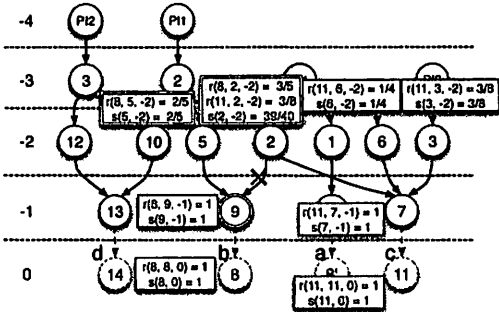 -4
PI2
PI1
-3
3
2
r(8, 5, -2) = 2/5
s(5, -2) = 2/5
r(8, 2, -2) = 3/5
r(11, 2, -2) = 3/8
s(2, -2) = 39/40
r(11, 6, -2) = 1/4
s(6, -2) = 1/4
r(11, 3, -2) = 3/8
s(3, -2) = 3/8
-2
12
10
5
2
1
6
3
-1
13
r(8, 9, -1) = 1
s(9, -1) = 1
9
r(11, 7, -1) = 1
s(7, -1) = 1
7
d
b
a
c
0
14
r(8, 8, 0) = 1
s(8, 0) = 1
8
r(11, 11, 0) = 1
s(11, 0) = 1
11